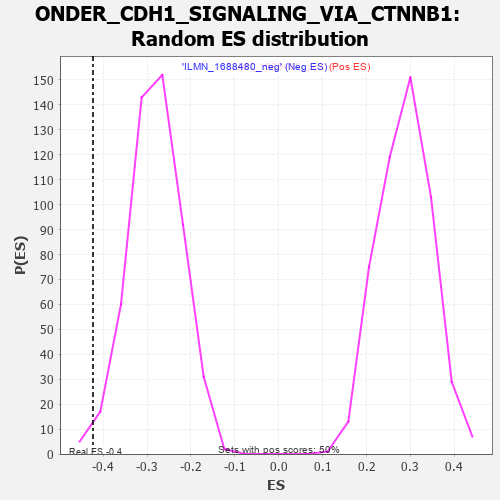 ONDER_CDH1_SIGNALING_VIA_CTNNB1:
Random ES distribution
'ILMN_1688480_neg' (Neg ES) (Pos ES)
P(ES)
150
140
130
120
110
100
90
80
70
60
50
40
30
20
10
0
Real ES -0.4
Sets with pos scores: 50%
-0.4 -0.3 -0.2 -0.1 0.0 0.1 0.2 0.3 0.4
ES